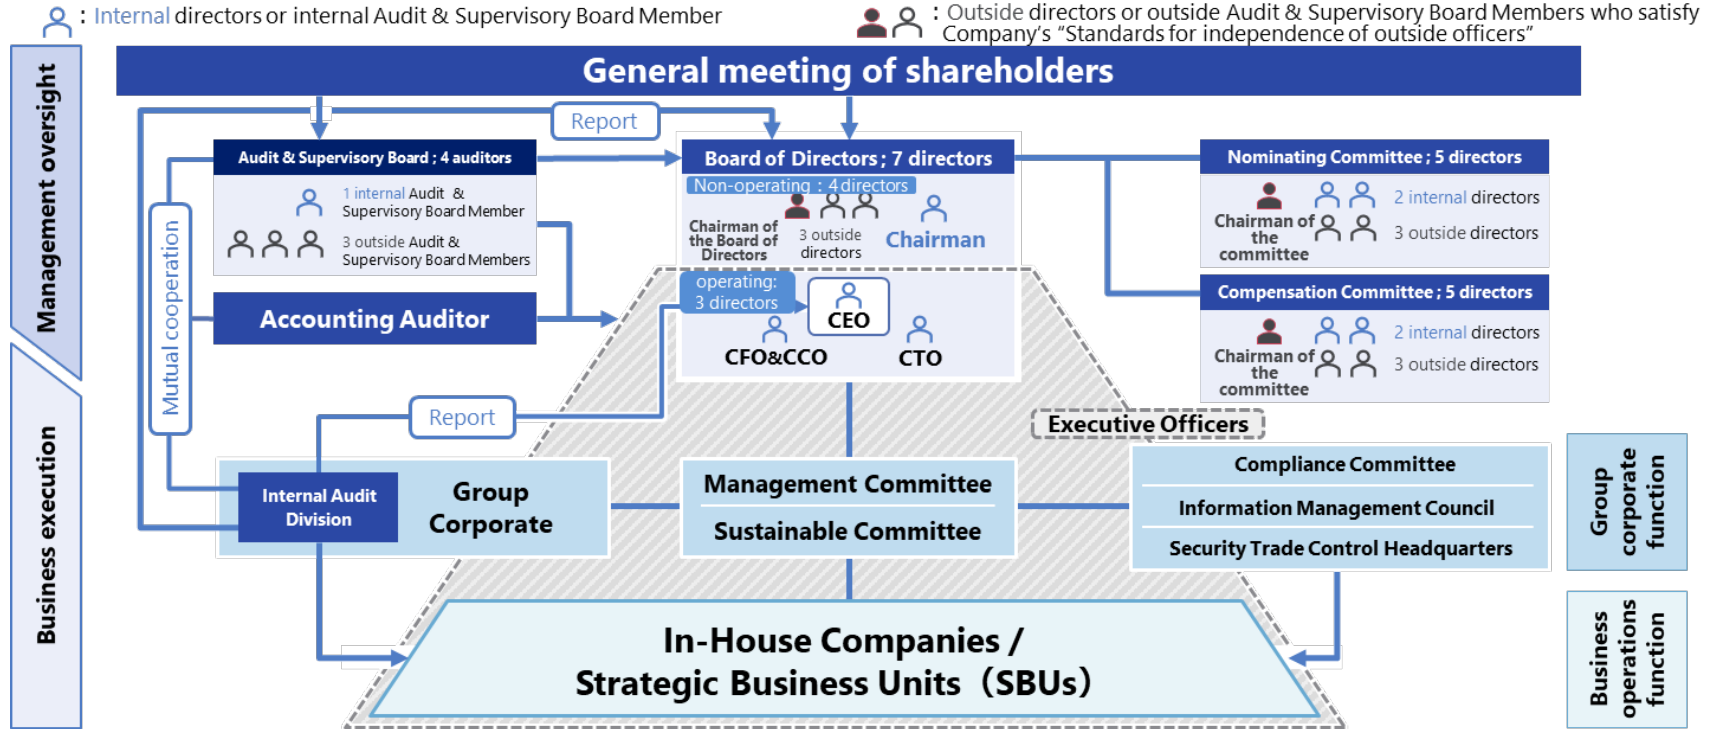 : Internal directors or internal Audit & Supervisory Board Member
: Outside directors or outside Audit & Supervisory Board Members who satisfy
Company's "Standards for independence of outside officers"
Management oversight
Business execution
General meeting of shareholders
Report
Audit & Supervisory Board ; 4 auditors
1 internal Audit &
Supervisory Board Member
3 outside Audit &
Supervisory Board Members
Accounting Auditor
Mutual cooperation
Board of Directors ; 7 directors
Non-operating : 4 directors
Chairman of
the Board of
Directors
3 outside
directors
Chairman
operating:
3 directors
CEO
CFO&CCO
CTO
Nominating Committee ; 5 directors
2 internal directors
Chairman of
the
committee
3 outside directors
Compensation Committee ; 5 directors
2 internal directors
Chairman of
the
committee
3 outside directors
Report
Executive Officers
Internal Audit
Division
Group
Corporate
Management Committee
Sustainable Committee
Compliance Committee
Information Management Council
Security Trade Control Headquarters
Group
corporate
function
In-House Companies /
Strategic Business Units（SBUs）
Business
operations
function